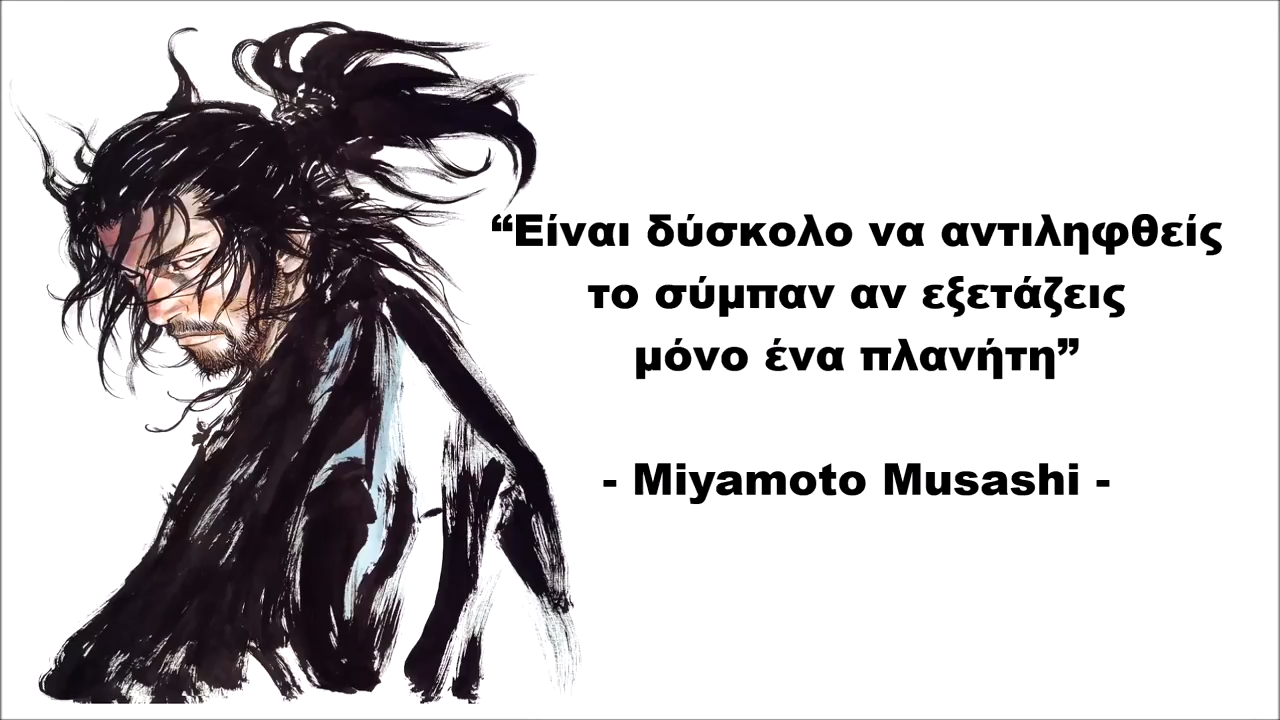 “Είναι δύσκολο να αντιληφθείς
το σύμπαν αν εξετάζεις
μόνο ένα πλανήτη”
- Miyamoto Musashi -